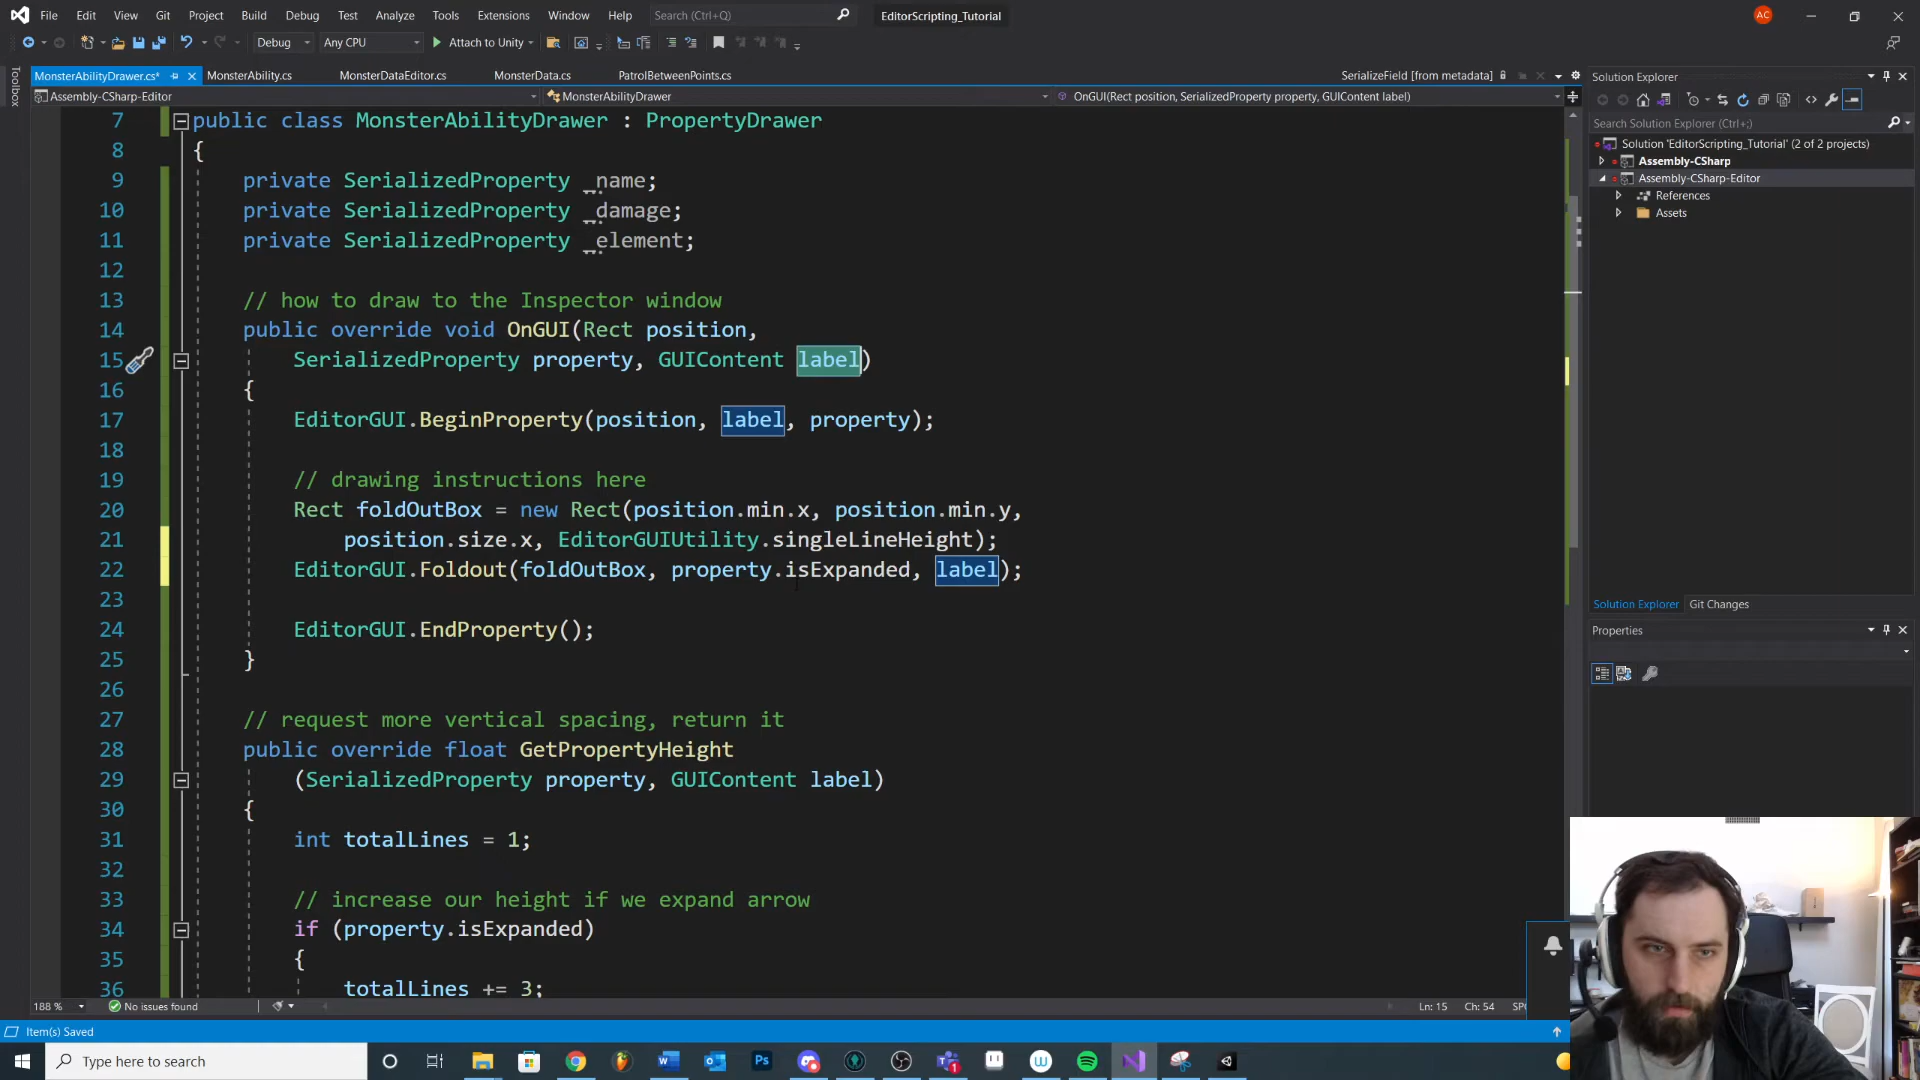 File Edit View Git Project Build Debug Test Analyze Tools Extensions Window Help Search (Ctrl+Q) EditorScripting_Tutorial AC
Debug Any CPU Attach to Unity
Toolbox
MonsterAbilityDrawer.cs* MonsterAbility.cs MonsterDataEditor.cs MonsterData.cs PatrolBetweenPoints.cs SerializeField [from metadata]
Assembly-CSharp-Editor MonsterAbilityDrawer OnGUI(Rect position, SerializedProperty property, GUIContent label)
7 public class MonsterAbilityDrawer : PropertyDrawer
8 {
9 private SerializedProperty _name;
10 private SerializedProperty _damage;
11 private SerializedProperty _element;
12
13 // how to draw to the Inspector window
14 public override void OnGUI(Rect position,
15 SerializedProperty property, GUIContent label)
16 {
17 EditorGUI.BeginProperty(position, label, property);
18
19 // drawing instructions here
20 Rect foldOutBox = new Rect(position.min.x, position.min.y,
21 position.size.x, EditorGUIUtility.singleLineHeight);
22 EditorGUI.Foldout(foldOutBox, property.isExpanded, label);
23
24 EditorGUI.EndProperty();
25 }
26
27 // request more vertical spacing, return it
28 public override float GetPropertyHeight
29 (SerializedProperty property, GUIContent label)
30 {
31 int totalLines = 1;
32
33 // increase our height if we expand arrow
34 if (property.isExpanded)
35 {
36 totalLines += 3;
188 % No issues found Ln: 15 Ch: 54
Item(s) Saved
Solution Explorer
Search Solution Explorer (Ctrl+;)
Solution 'EditorScripting_Tutorial' (2 of 2 projects)
Assembly-CSharp
Assembly-CSharp-Editor
References
Assets
Solution Explorer Git Changes
Properties
Type here to search